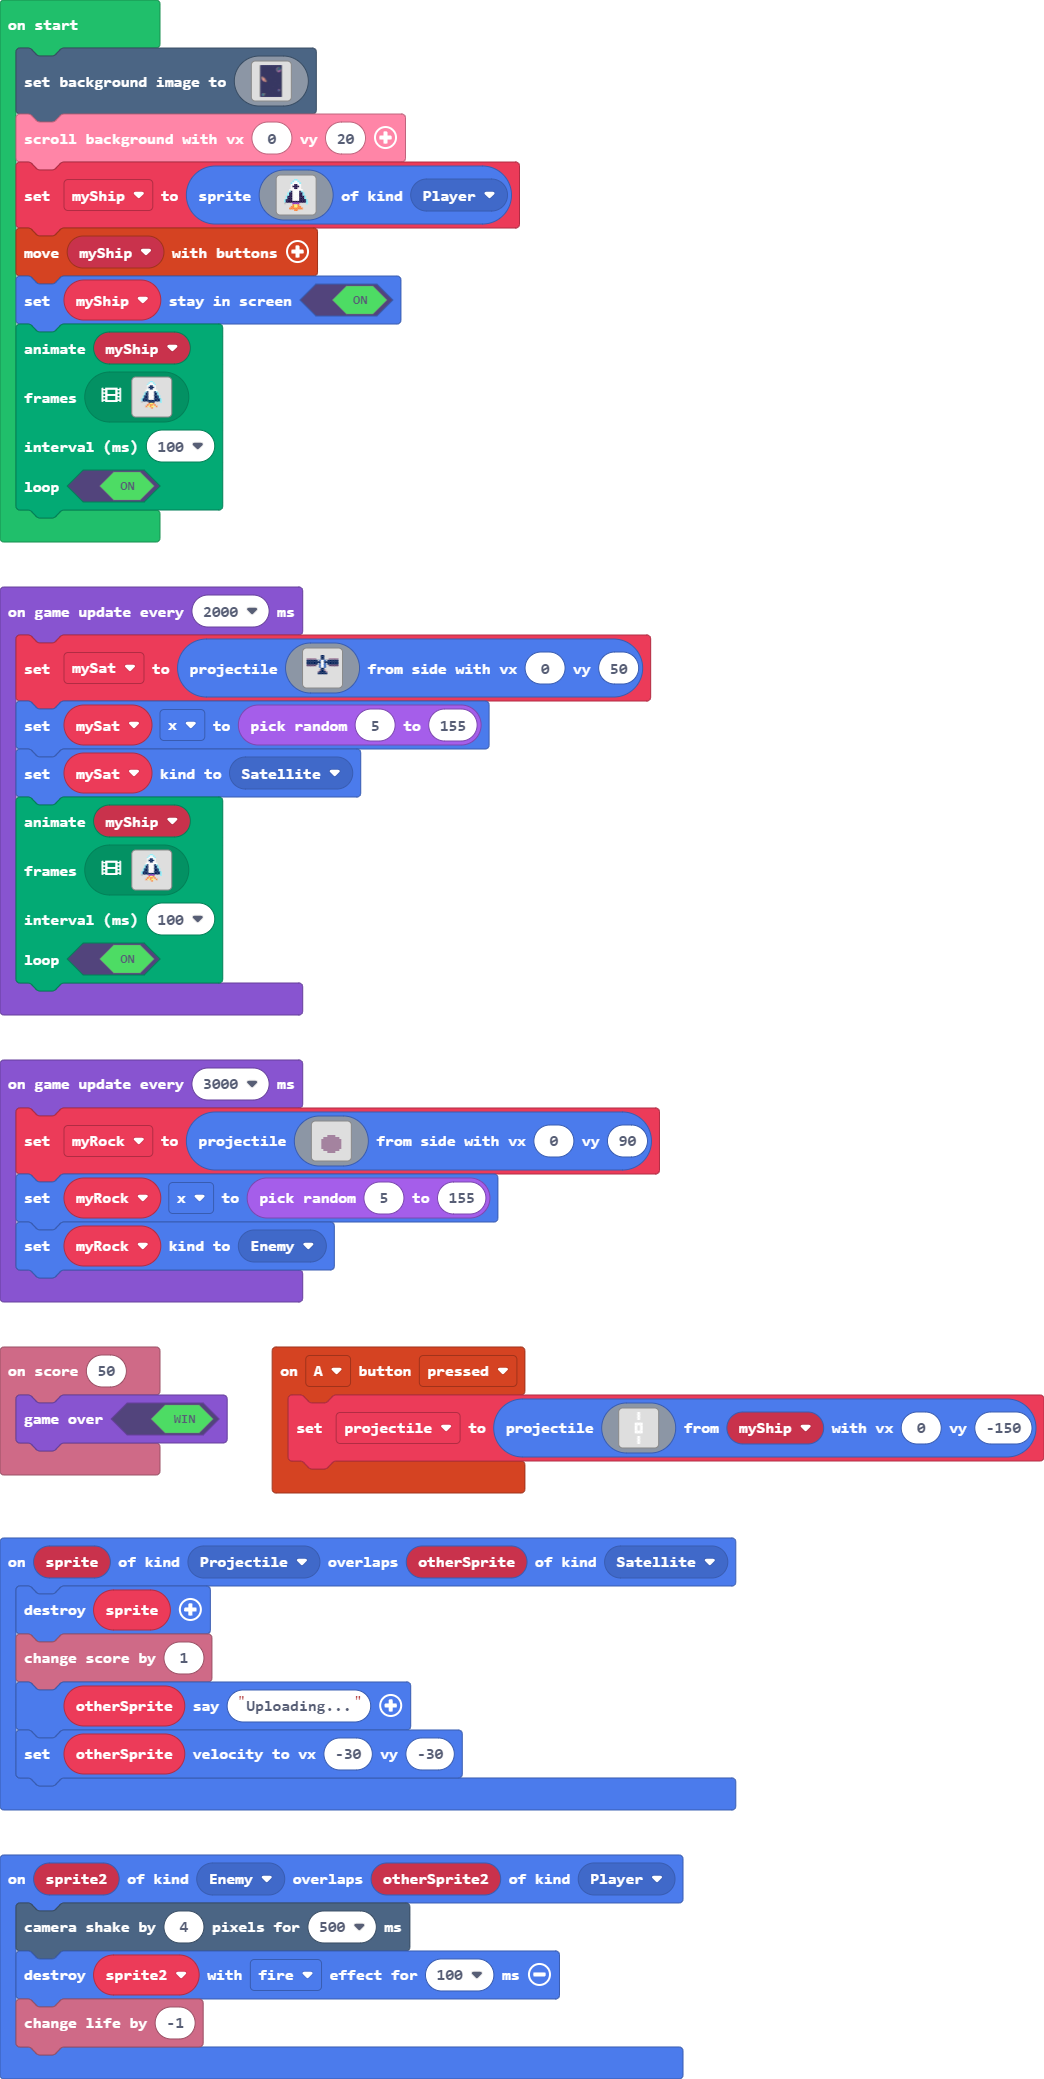 on start
set background image to
scroll background with vx 0 vy 20
set myShip to sprite of kind Player
move myShip with buttons
set myShip stay in screen ON
animate myShip
frames
interval (ms) 100
loop ON
on game update every 2000 ms
set mySat to projectile from side with vx 0 vy 50
set mySat x to pick random 5 to 155
set mySat kind to Satellite
animate myShip
frames
interval (ms) 100
loop ON
on game update every 3000 ms
set myRock to projectile from side with vx 0 vy 90
set myRock x to pick random 5 to 155
set myRock kind to Enemy
on score 50
game over WIN
on A button pressed
set projectile to projectile from myShip with vx 0 vy -150
on sprite of kind Projectile overlaps otherSprite of kind Satellite
destroy sprite
change score by 1
otherSprite say "Uploading..."
set otherSprite velocity to vx -30 vy -30
on sprite2 of kind Enemy overlaps otherSprite2 of kind Player
camera shake by 4 pixels for 500 ms
destroy sprite2 with fire effect for 100 ms
change life by -1